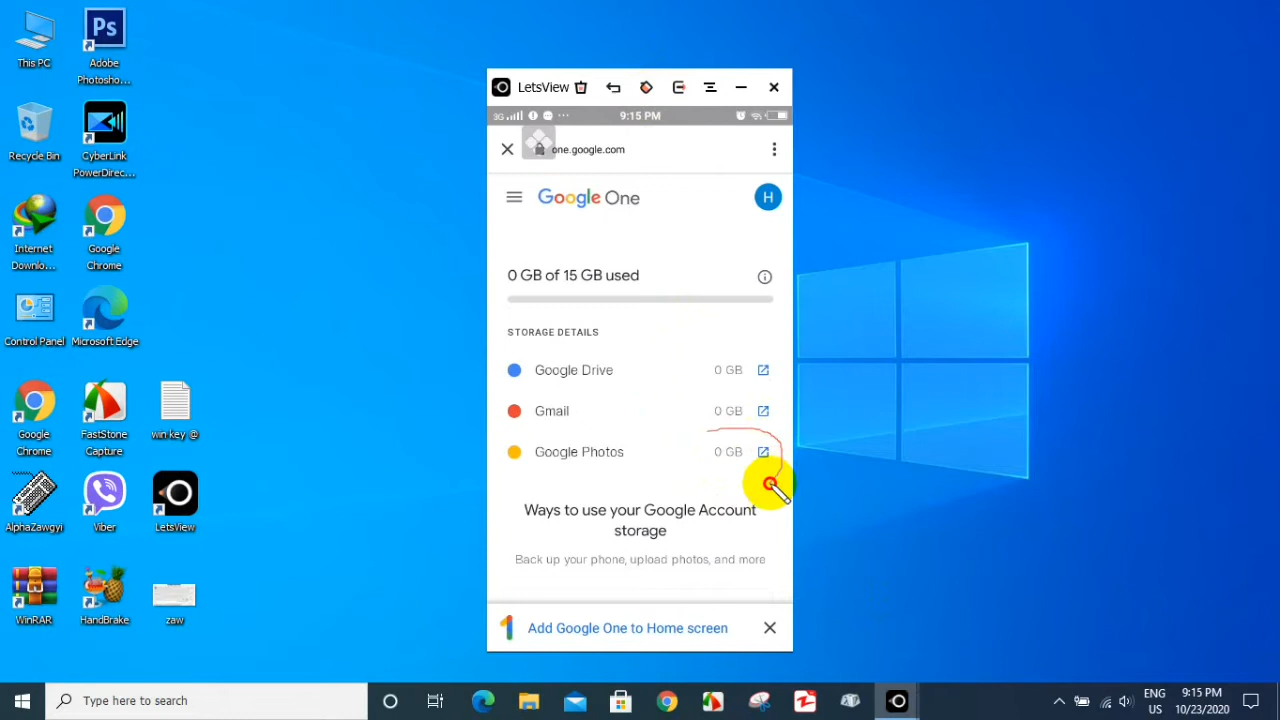 This PC
Adobe
Photosho...
Recycle Bin
CyberLink
PowerDirec...
Internet
Downlo...
Google
Chrome
Control Panel
Microsoft Edge
Google
Chrome
FastStone
Capture
win key @
AlphaZawgyi
Viber
LetsView
WinRAR
HandBrake
zaw
LetsView
3G
9:15 PM
one.google.com
Google One
H
0 GB of 15 GB used
STORAGE DETAILS
Google Drive 0 GB
Gmail 0 GB
Google Photos 0 GB
Ways to use your Google Account
storage
Back up your phone, upload photos, and more
Add Google One to Home screen
Type here to search
ENG
US
9:15 PM
10/23/2020